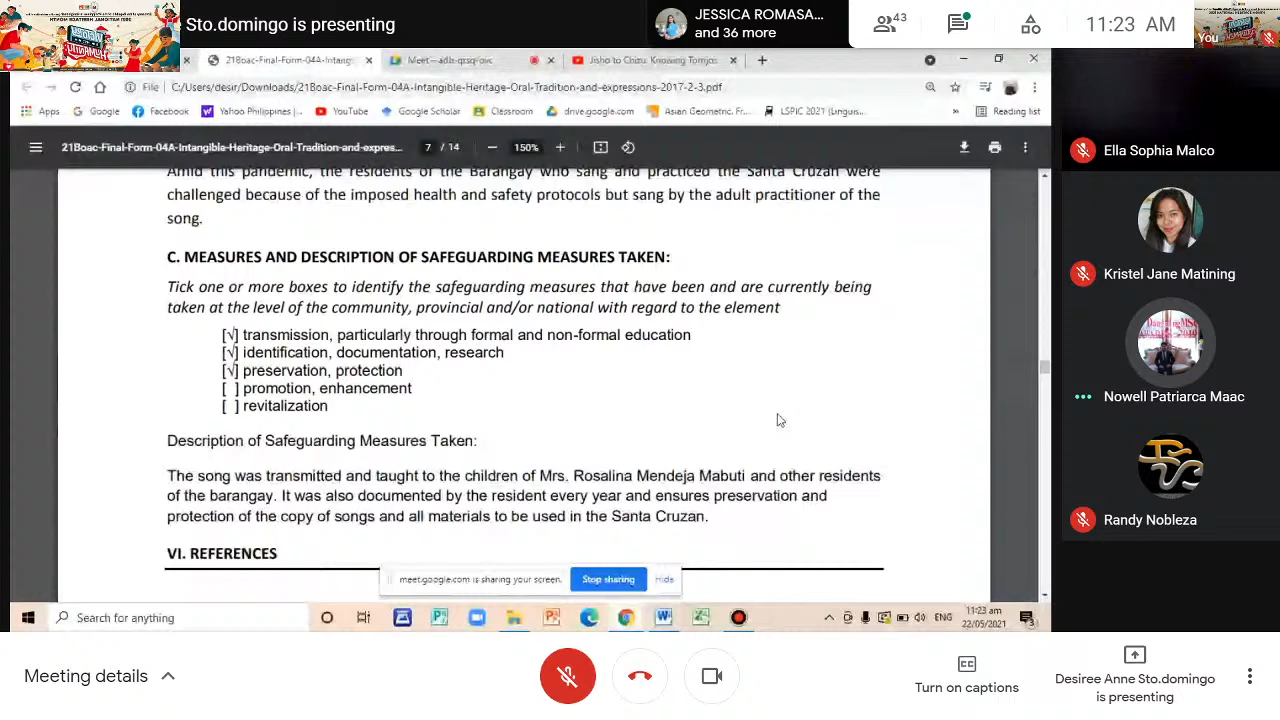 Sto.domingo is presenting
JESSICA ROMASA...
and 36 more
43
11:23 AM
You
21Boac-Final-Form-04A-Intang
Meet – adb-qrsq-owc
Jisho to Chizu: Knowing Tomjos
File | C:/Users/desir/Downloads/21Boac-Final-Form-04A-Intangible-Heritage-Oral-Tradition-and-expressions-2017-2-3.pdf
Apps Google Facebook Yahoo Philippines |... YouTube Google Scholar Classroom drive.google.com Asian Geometric. Fr... LSPIC 2021 (Linguis... » Reading list
21Boac-Final-Form-04A-Intangible-Heritage-Oral-Tradition-and-expres... 7 / 14 — 150% +
Amid this pandemic, the residents of the Barangay who sang and practiced the Santa Cruzan were
challenged because of the imposed health and safety protocols but sang by the adult practitioner of the
song.
C. MEASURES AND DESCRIPTION OF SAFEGUARDING MEASURES TAKEN:
Tick one or more boxes to identify the safeguarding measures that have been and are currently being
taken at the level of the community, provincial and/or national with regard to the element
[√] transmission, particularly through formal and non-formal education
[√] identification, documentation, research
[√] preservation, protection
[ ] promotion, enhancement
[ ] revitalization
Description of Safeguarding Measures Taken:
The song was transmitted and taught to the children of Mrs. Rosalina Mendeja Mabuti and other residents
of the barangay. It was also documented by the resident every year and ensures preservation and
protection of the copy of songs and all materials to be used in the Santa Cruzan.
VI. REFERENCES
meet.google.com is sharing your screen. Stop sharing Hide
Search for anything
ENG
11:23 am
22/05/2021
3
Ella Sophia Malco
Kristel Jane Matining
Nowell Patriarca Maac
Randy Nobleza
Meeting details
Turn on captions
Desiree Anne Sto.domingo
is presenting